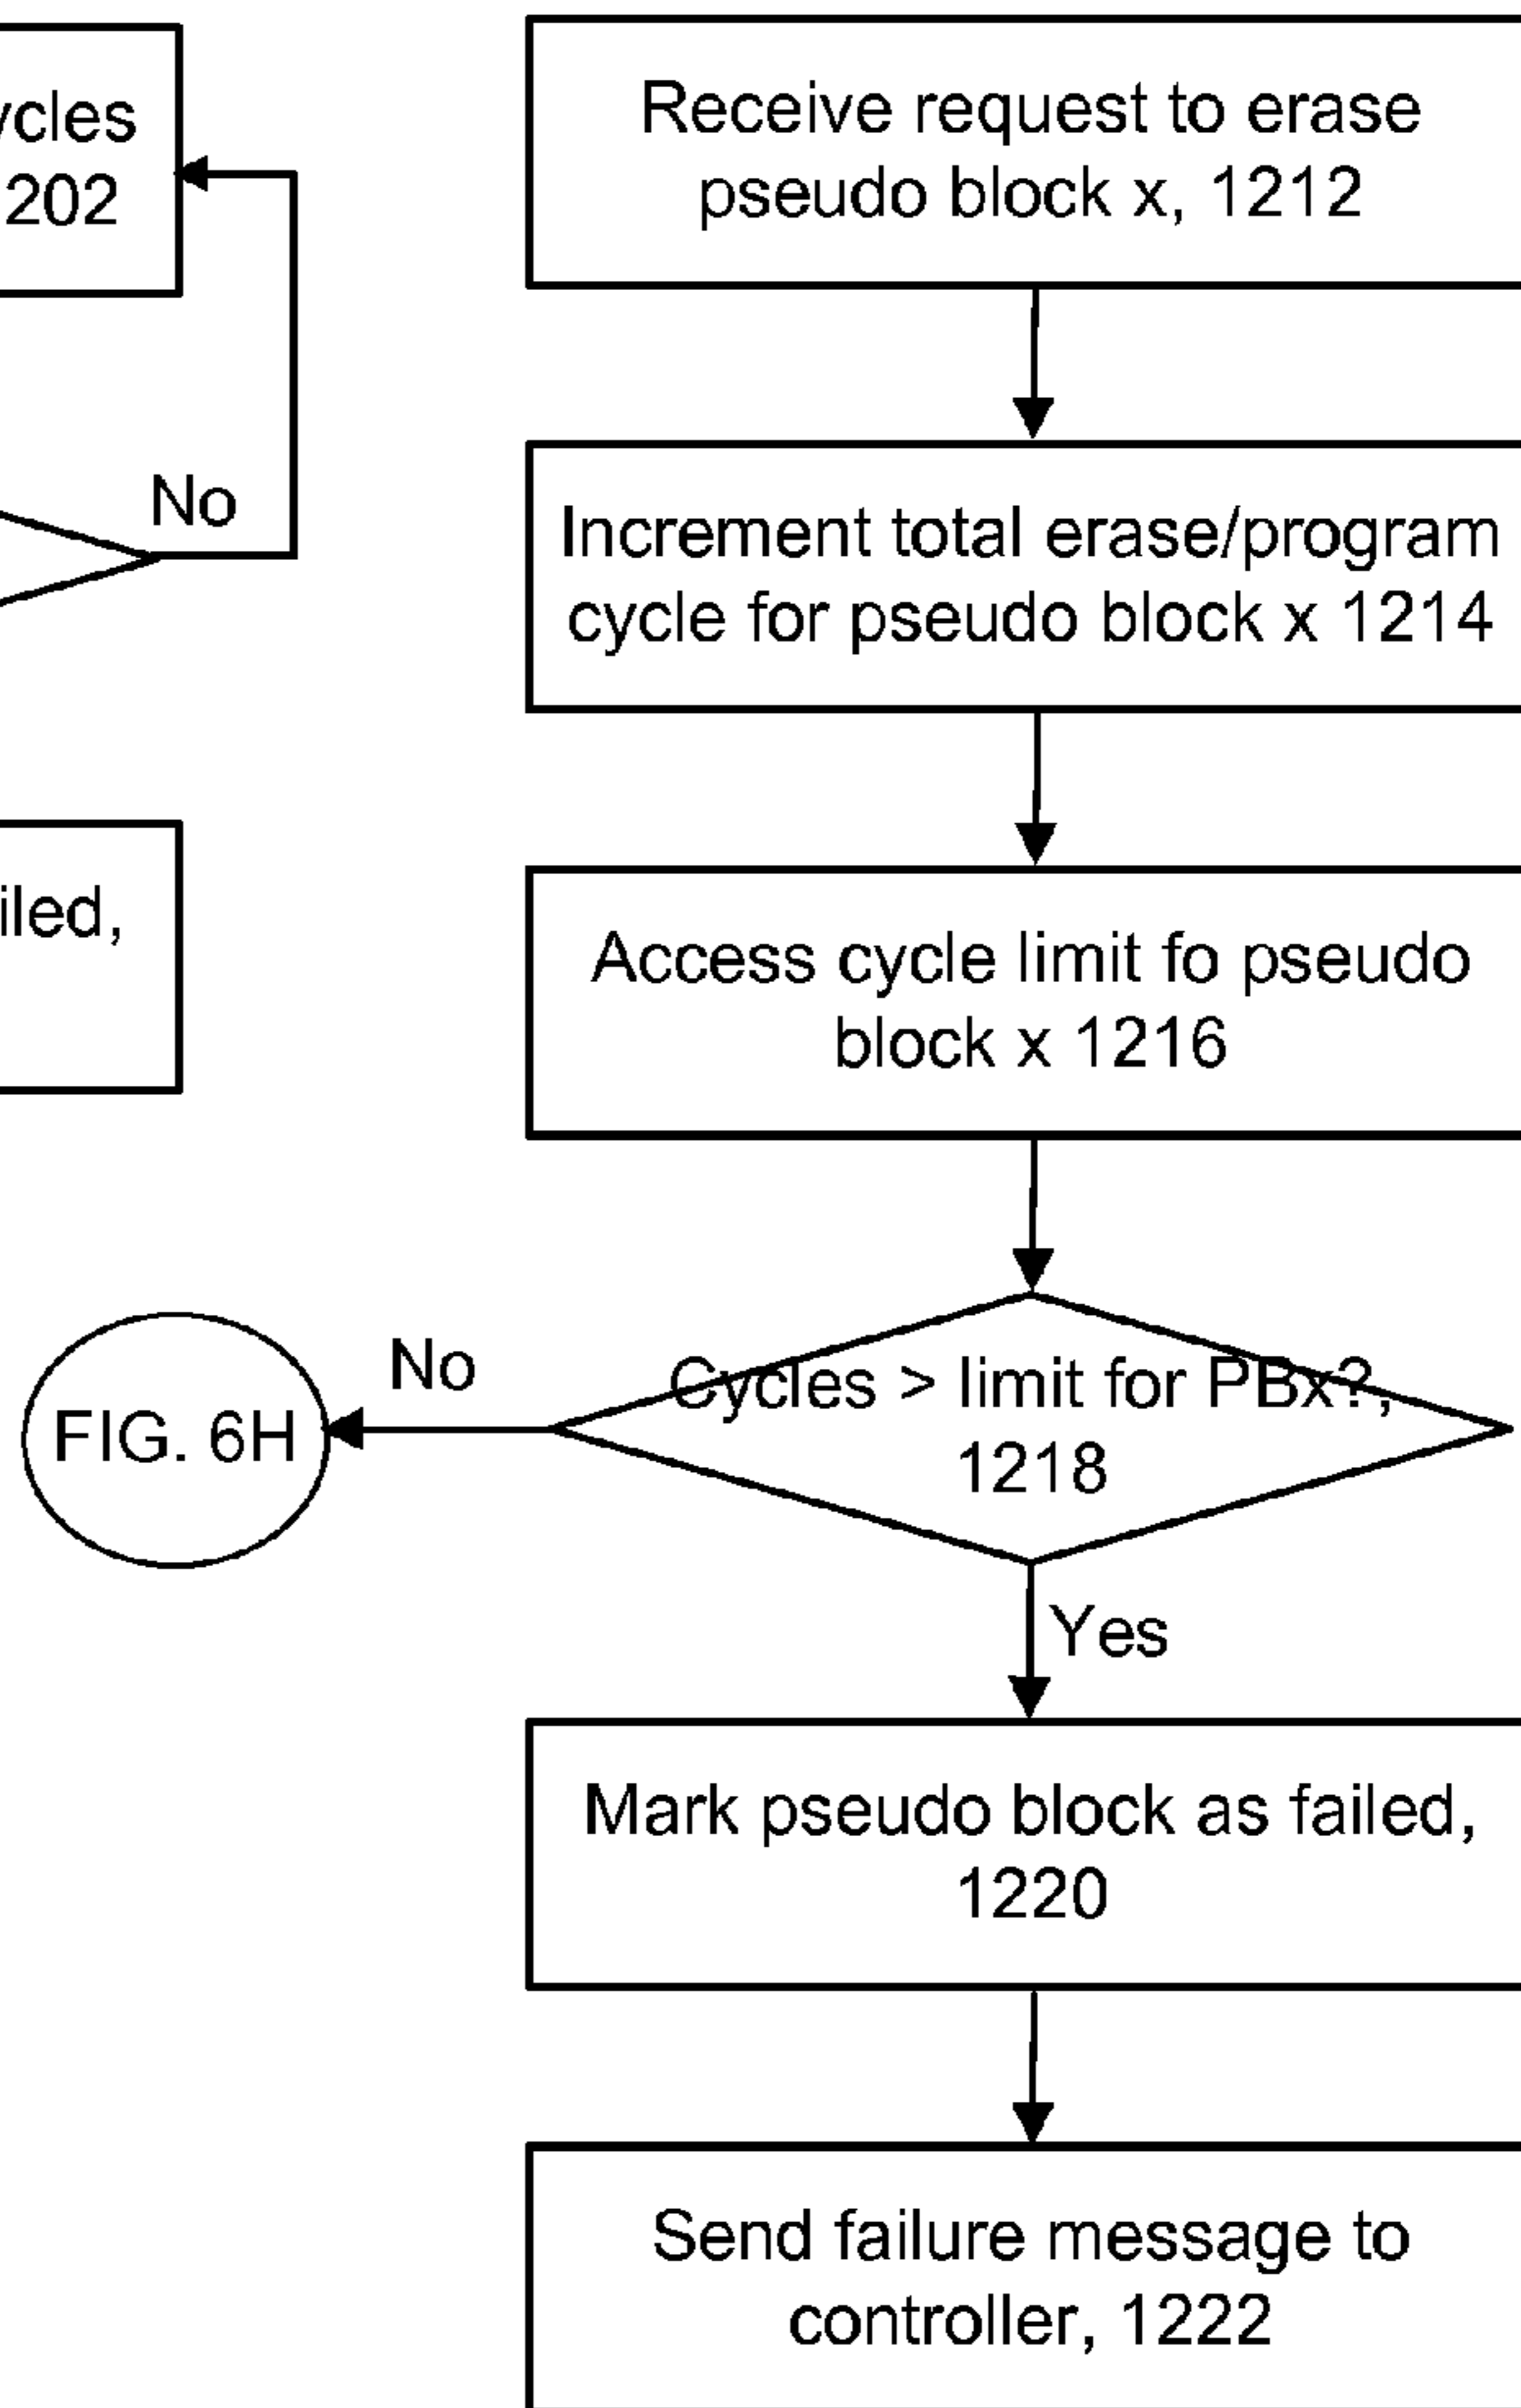 cles
202
No
iled,
Receive request to erase
pseudo block x, 1212
Increment total erase/program
cycle for pseudo block x 1214
Access cycle limit fo pseudo
block x 1216
Cycles > limit for PBx?,
1218
No
FIG. 6H
Yes
Mark pseudo block as failed,
1220
Send failure message to
controller, 1222